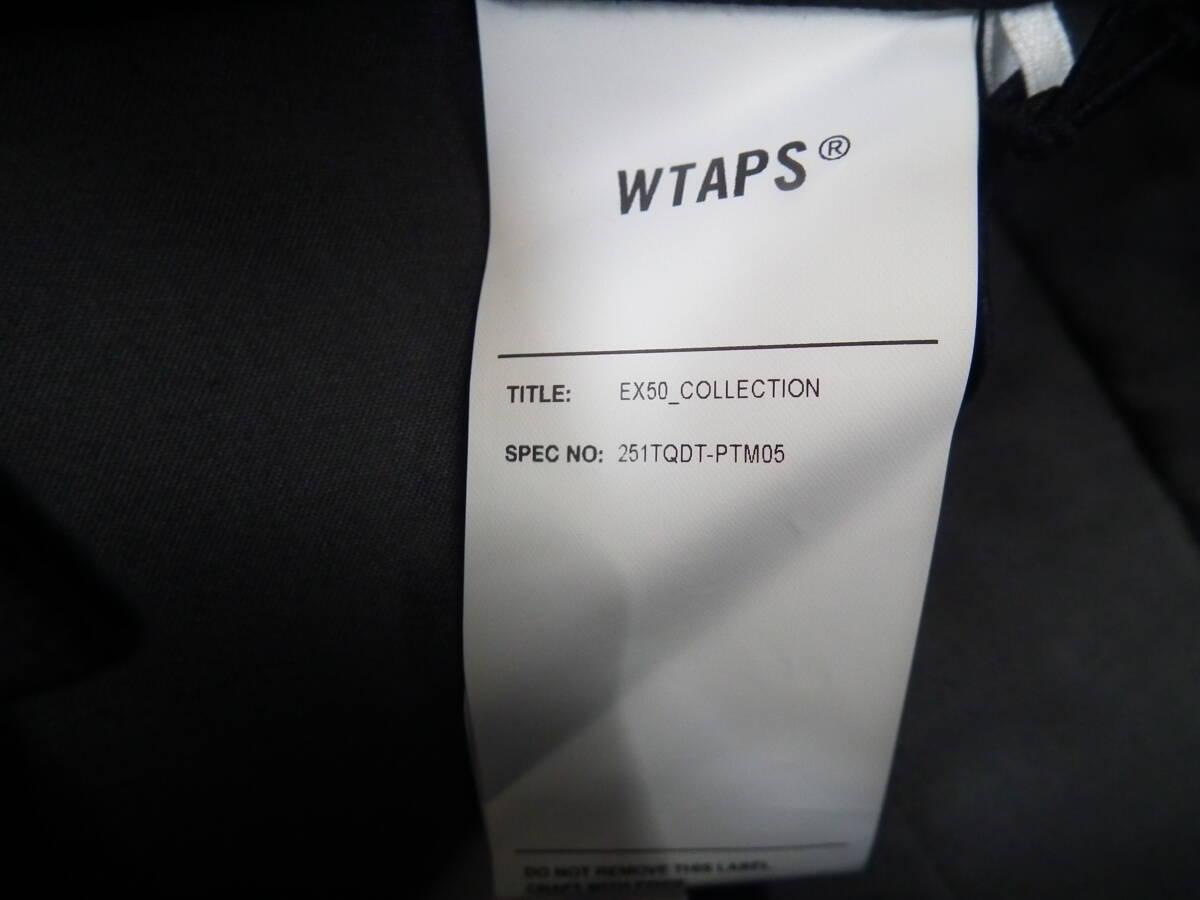 WTAPS®
TITLE: EX50_COLLECTION
SPEC NO: 251TQDT-PTM05
DO NOT REMOVE THIS LABEL